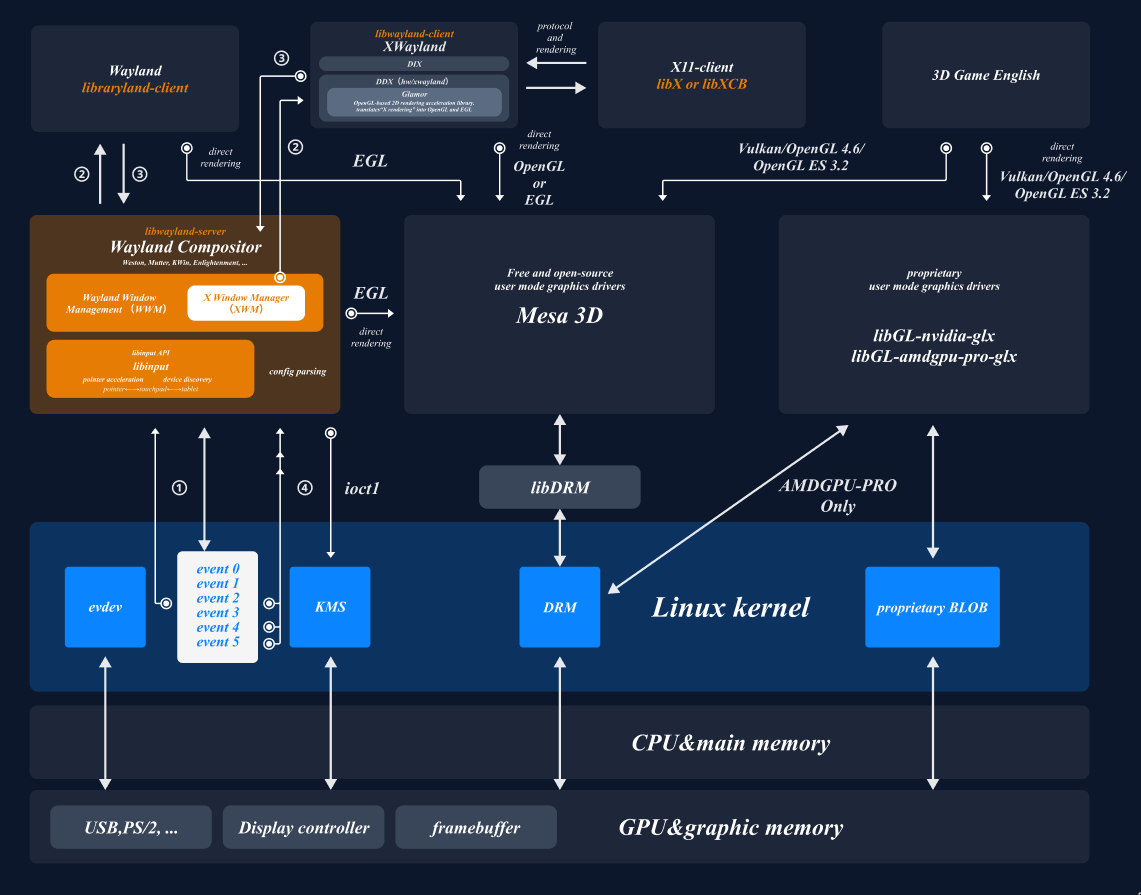 Wayland
libraryland-client
③
libwayland-client
XWayland
DIX
DDX (hw/xwayland)
Glamor
OpenGL-based 2D rendering acceleration library,
translates"X rendering" into OpenGL and EGL
protocol
and
rendering
X11-client
libX or libXCB
3D Game English
②
③
direct
rendering
②
EGL
direct
rendering
OpenGL
or
EGL
Vulkan/OpenGL 4.6/
OpenGL ES 3.2
direct
rendering
Vulkan/OpenGL 4.6/
OpenGL ES 3.2
libwayland-server
Wayland Compositor
Weston, Mutter, KWin, Enlightenment, ...
Wayland Window
Management (WWM)
X Window Manager
(XWM)
libinput API
libinput
pointer acceleration device discovery
pointer←→touchpad←→tablet
config parsing
EGL
direct
rendering
Free and open-source
user mode graphics drivers
Mesa 3D
proprietary
user mode graphics drivers
libGL-nvidia-glx
libGL-amdgpu-pro-glx
①
④
ioct1
libDRM
AMDGPU-PRO
Only
evdev
event 0
event 1
event 2
event 3
event 4
event 5
KMS
DRM
Linux kernel
proprietary BLOB
CPU&main memory
USB,PS/2, ...
Display controller
framebuffer
GPU&graphic memory